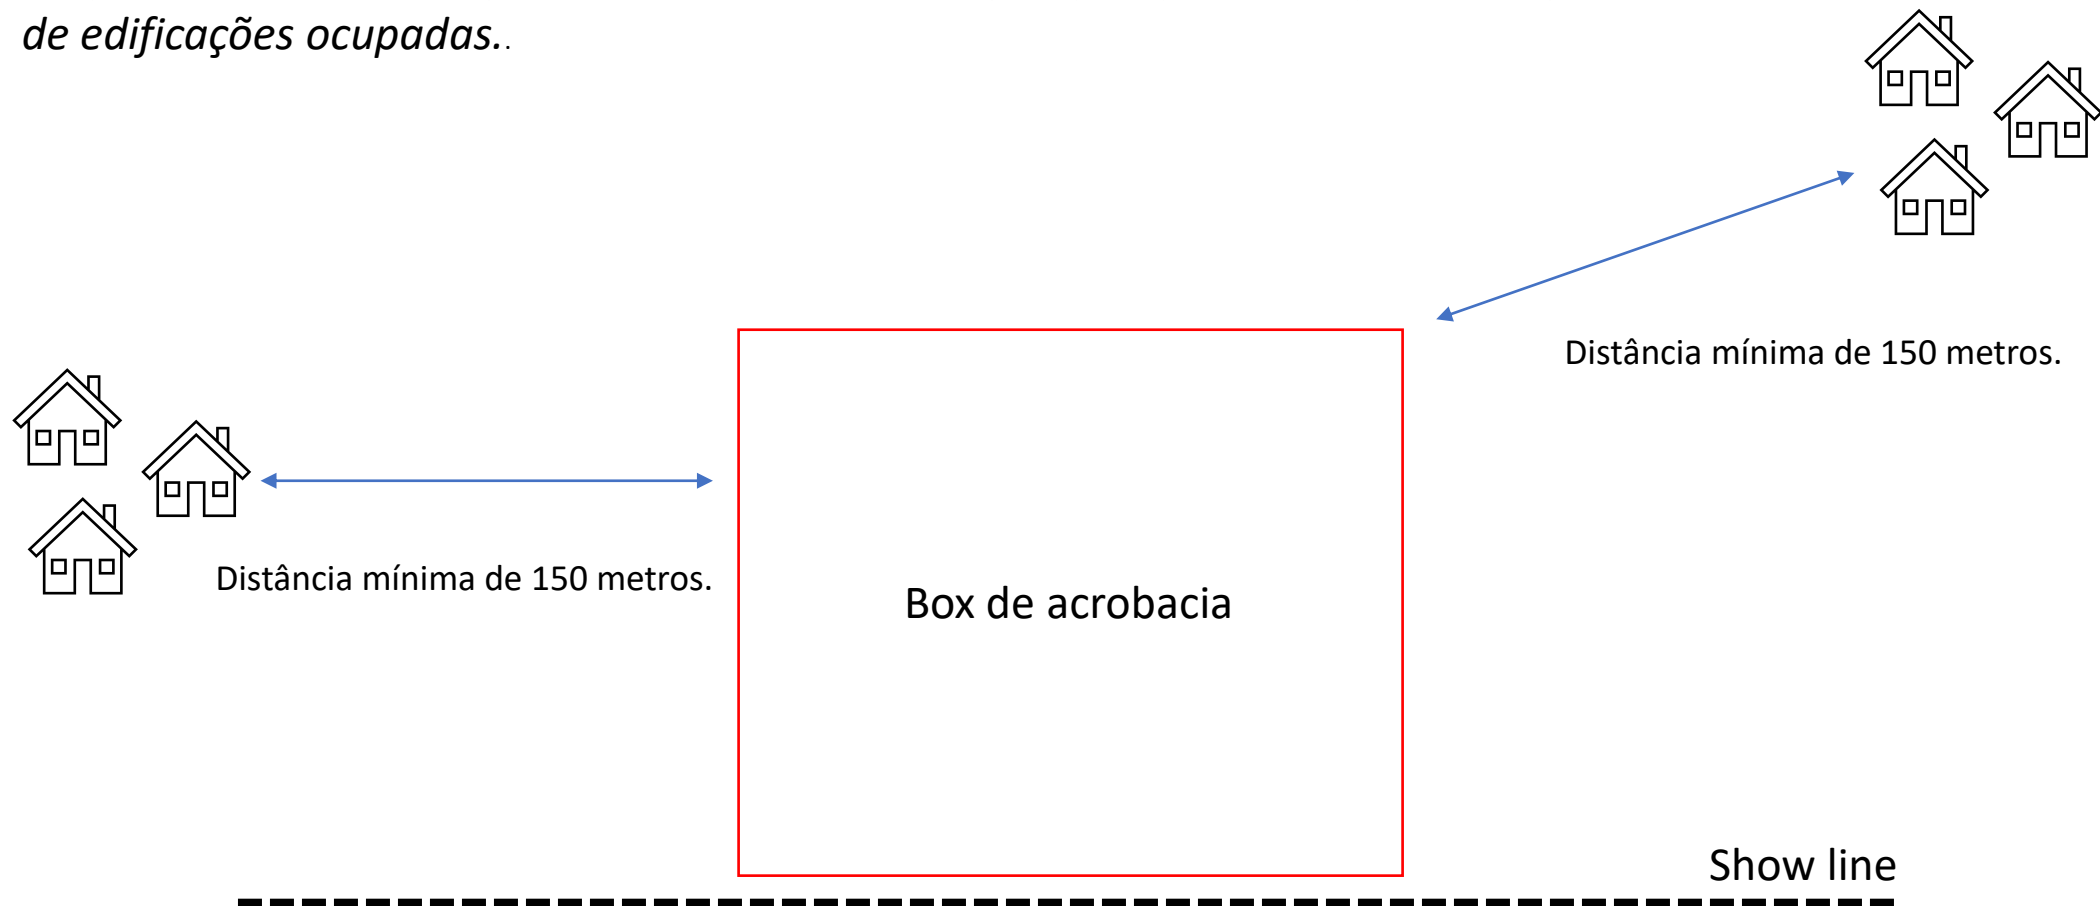 de edificações ocupadas..
Distância mínima de 150 metros.
Distância mínima de 150 metros.
Box de acrobacia
Show line